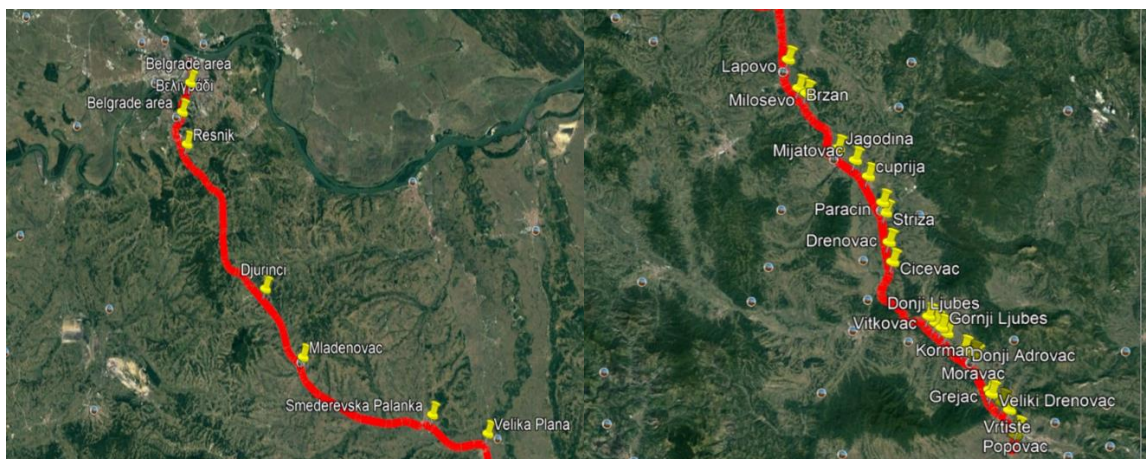 Belgrade area
Βελιγράδι
Belgrade area
Resnik
Djurinci
Mladenovac
Smederevska Palanka
Velika Plana
Lapovo
Milosevo
Brzan
Jagodina
Mijatovac
cuprija
Paracin
Striza
Drenovac
Cicevac
Donji Ljubes
Vitkovac
Gornji Ljubes
Korman
Donji Adrovac
Moravac
Grejac
Veliki Drenovac
Vrtiste
Popovac